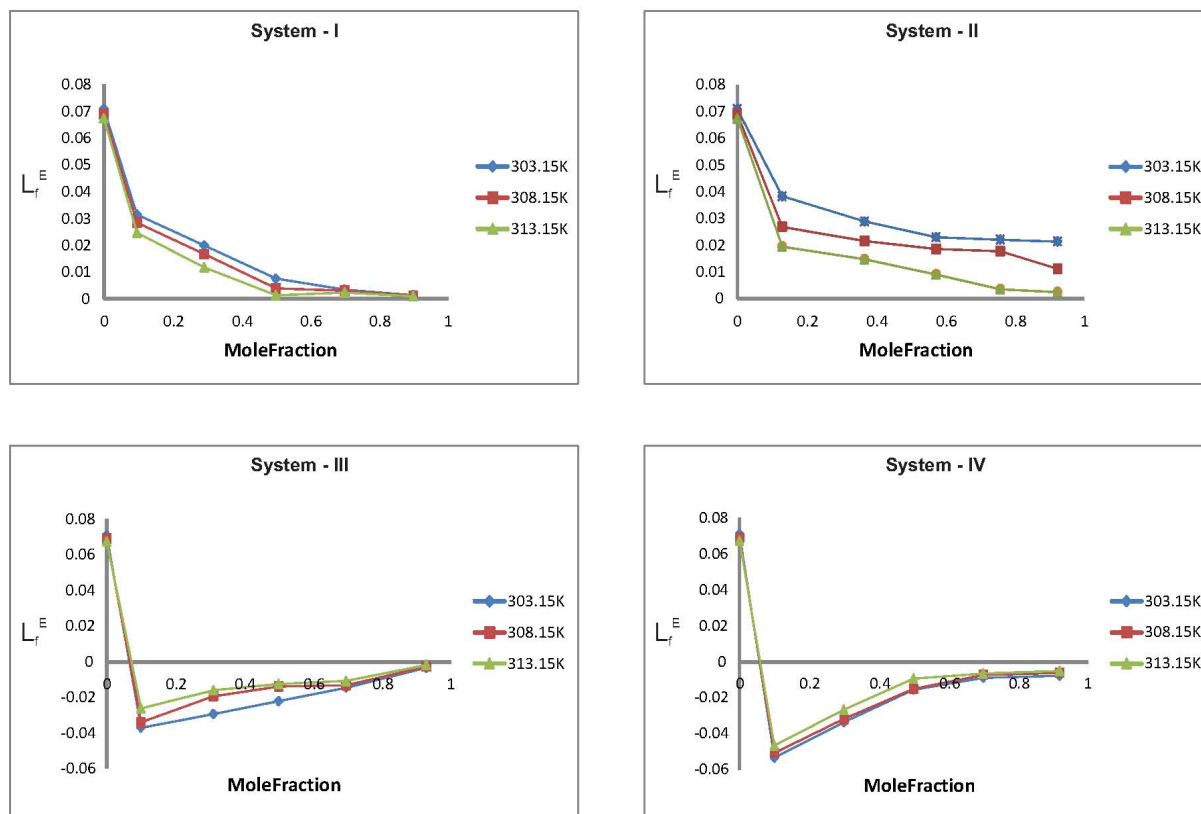 System - I
0.08
0.07
0.06
0.05
0.04
0.03
0.02
0.01
0
LfE
0 0.2 0.4 0.6 0.8 1
MoleFraction
303.15K
308.15K
313.15K
System - II
0.08
0.07
0.06
0.05
0.04
0.03
0.02
0.01
0
LfE
0 0.2 0.4 0.6 0.8 1
MoleFraction
303.15K
308.15K
313.15K
System - III
0.08
0.06
0.04
0.02
0
-0.02
-0.04
-0.06
LfE
0 0.2 0.4 0.6 0.8 1
MoleFraction
303.15K
308.15K
313.15K
System - IV
0.08
0.06
0.04
0.02
0
-0.02
-0.04
-0.06
LfE
0 0.2 0.4 0.6 0.8 1
MoleFraction
303.15K
308.15K
313.15K